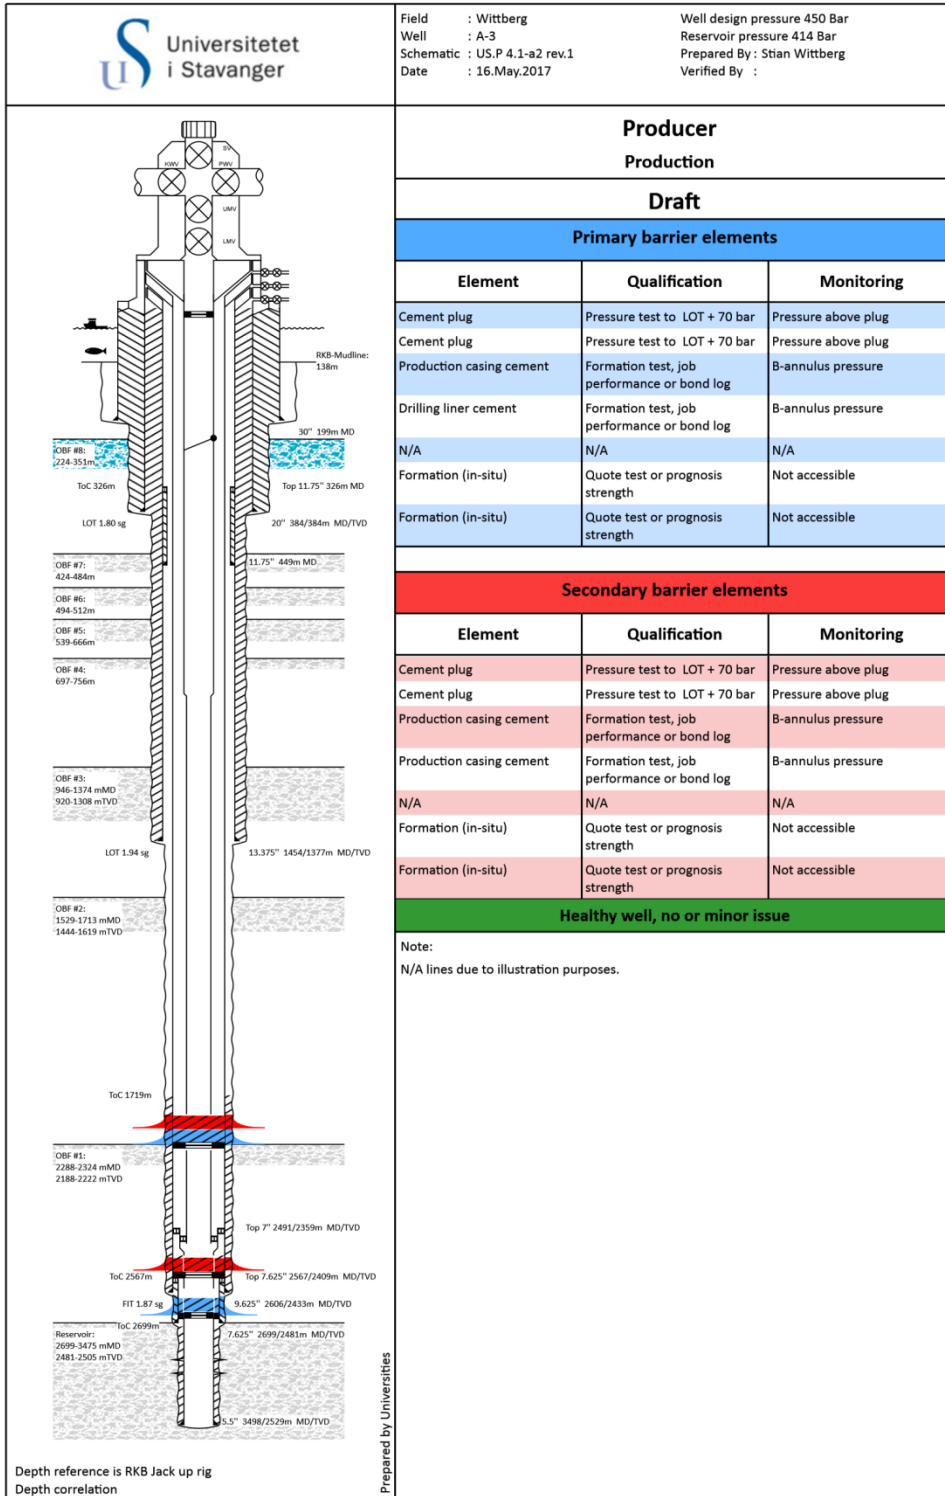 Universitetet
i Stavanger
US
Field : Wittberg
Well : A-3
Schematic : US.P 4.1-a2 rev.1
Date : 16.May.2017
Well design pressure 450 Bar
Reservoir pressure 414 Bar
Prepared By : Stian Wittberg
Verified By :
Producer
Production
Draft
Primary barrier elements
Element Qualification Monitoring
Cement plug Pressure test to LOT + 70 bar Pressure above plug
Cement plug Pressure test to LOT + 70 bar Pressure above plug
Production casing cement Formation test, job B-annulus pressure
performance or bond log
Drilling liner cement Formation test, job B-annulus pressure
performance or bond log
N/A N/A N/A
Formation (in-situ) Quote test or prognosis Not accessible
strength
Formation (in-situ) Quote test or prognosis Not accessible
strength
Secondary barrier elements
Element Qualification Monitoring
Cement plug Pressure test to LOT + 70 bar Pressure above plug
Cement plug Pressure test to LOT + 70 bar Pressure above plug
Production casing cement Formation test, job B-annulus pressure
performance or bond log
Production casing cement Formation test, job B-annulus pressure
performance or bond log
N/A N/A N/A
Formation (in-situ) Quote test or prognosis Not accessible
strength
Formation (in-situ) Quote test or prognosis Not accessible
strength
Healthy well, no or minor issue
Note:
N/A lines due to illustration purposes.
SV
KWV PWV
UMV
LMV
RKB-Mudline:
138m
30" 199m MD
OBF #8:
224-351m
ToC 326m Top 11.75" 326m MD
LOT 1.80 sg 20" 384/384m MD/TVD
OBF #7:
424-484m
11.75" 449m MD
OBF #6:
494-512m
OBF #5:
539-666m
OBF #4:
697-756m
OBF #3:
946-1374 mMD
920-1308 mTVD
LOT 1.94 sg 13.375" 1454/1377m MD/TVD
OBF #2:
1529-1713 mMD
1444-1619 mTVD
ToC 1719m
OBF #1:
2288-2324 mMD
2188-2222 mTVD
Top 7" 2491/2359m MD/TVD
ToC 2567m Top 7.625" 2567/2409m MD/TVD
FIT 1.87 sg 9.625" 2606/2433m MD/TVD
ToC 2699m
Reservoir:
2699-3475 mMD
2481-2505 mTVD
7.625" 2699/2481m MD/TVD
5.5" 3498/2529m MD/TVD
Prepared by Universities
Depth reference is RKB Jack up rig
Depth correlation